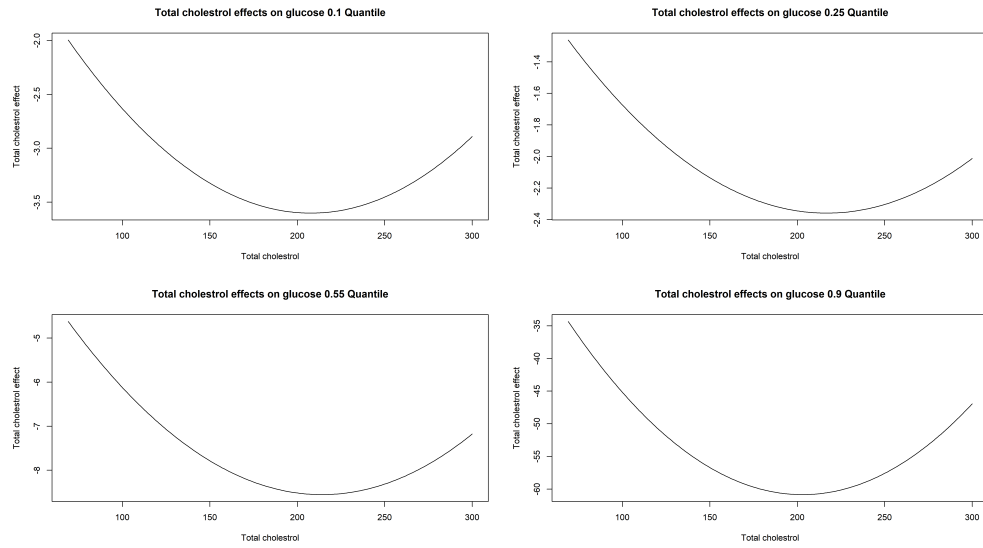 Total cholestrol effects on glucose 0.1 Quantile
Total cholestrol effect
-2.0
-2.5
-3.0
-3.5
100 150 200 250 300
Total cholestrol
Total cholestrol effects on glucose 0.25 Quantile
Total cholestrol effect
-1.4
-1.6
-1.8
-2.0
-2.2
-2.4
100 150 200 250 300
Total cholestrol
Total cholestrol effects on glucose 0.55 Quantile
Total cholestrol effect
-5
-6
-7
-8
100 150 200 250 300
Total cholestrol
Total cholestrol effects on glucose 0.9 Quantile
Total cholestrol effect
-35
-40
-45
-50
-55
-60
100 150 200 250 300
Total cholestrol